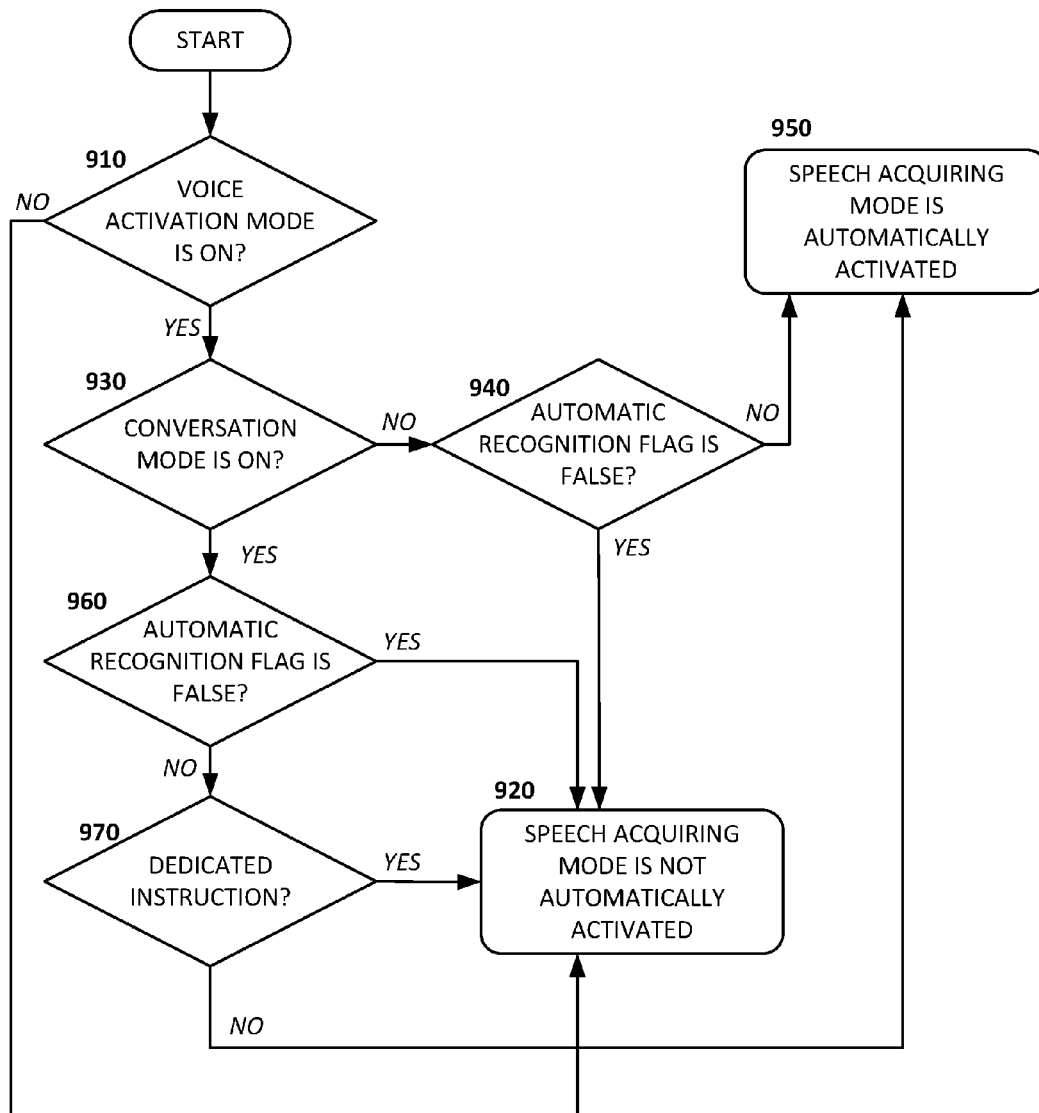 START
910
NO
VOICE
ACTIVATION MODE
IS ON?
YES
950
SPEECH ACQUIRING
MODE IS
AUTOMATICALLY
ACTIVATED
930
CONVERSATION
MODE IS ON?
NO
940
AUTOMATIC
RECOGNITION FLAG IS
FALSE?
NO
YES
YES
960
AUTOMATIC
RECOGNITION FLAG IS
FALSE?
YES
NO
970
DEDICATED
INSTRUCTION?
YES
920
SPEECH ACQUIRING
MODE IS NOT
AUTOMATICALLY
ACTIVATED
NO